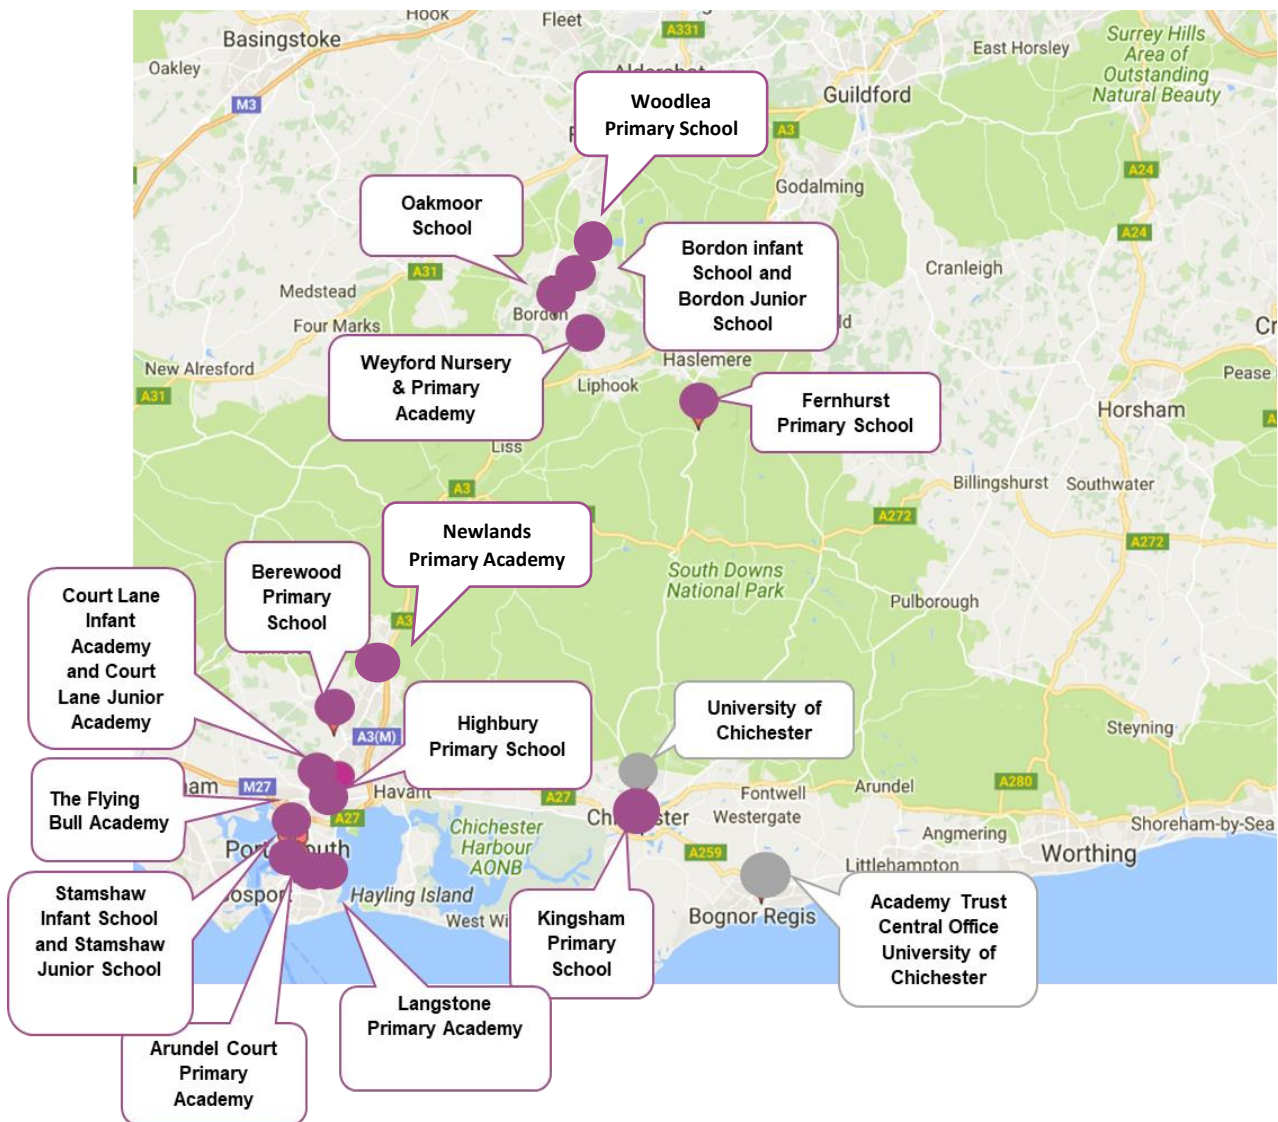 Hook
Fleet
A331
Basingstoke
East Horsley
Surrey Hills
Area of
Outstanding
Natural Beauty
Oakley
M3
Guildford
Woodlea
Primary School
A3
A24
Godalming
Oakmoor
School
A24
Bordon infant
School and
Bordon Junior
School
A31
Cranleigh
Medstead
Bordon
Four Marks
Haslemere
New Alresford
Weyford Nursery
& Primary
Academy
Liphook
A31
Fernhurst
Primary School
Horsham
Liss
A3
Billingshurst
Southwater
A272
A272
Newlands
Primary Academy
South Downs
National Park
Berewood
Primary
School
Court Lane
Infant
Academy
and Court
Lane Junior
Academy
Pulborough
Highbury
Primary School
University of
Chichester
Steyning
A3(M)
M27
Havant
A27
Fontwell
Arundel
A280
The Flying
Bull Academy
A27
Chichester
Harbour
AONB
Westergate
Angmering
Shoreham-by-Sea
A259
Littlehampton
Worthing
Hayling Island
Bognor Regis
Stamshaw
Infant School
and Stamshaw
Junior School
Kingsham
Primary
School
Academy Trust
Central Office
University of
Chichester
Langstone
Primary Academy
Arundel Court
Primary
Academy